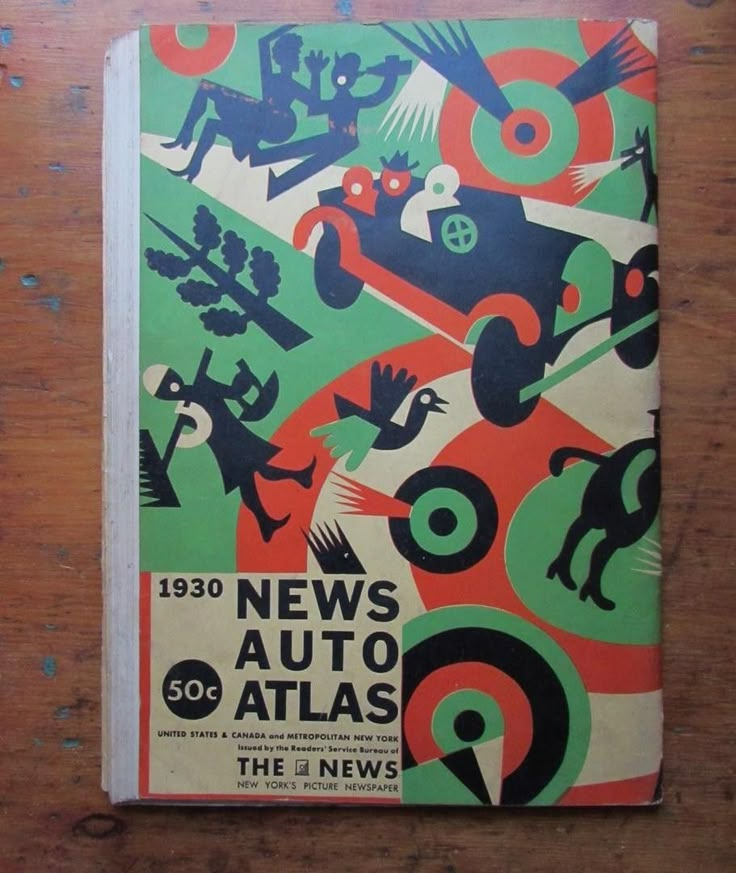 1930 NEWS
AUTO
50c ATLAS
UNITED STATES & CANADA and METROPOLITAN NEW YORK
Issued by the Readers' Service Bureau of
THE NEWS
NEW YORK'S PICTURE NEWSPAPER